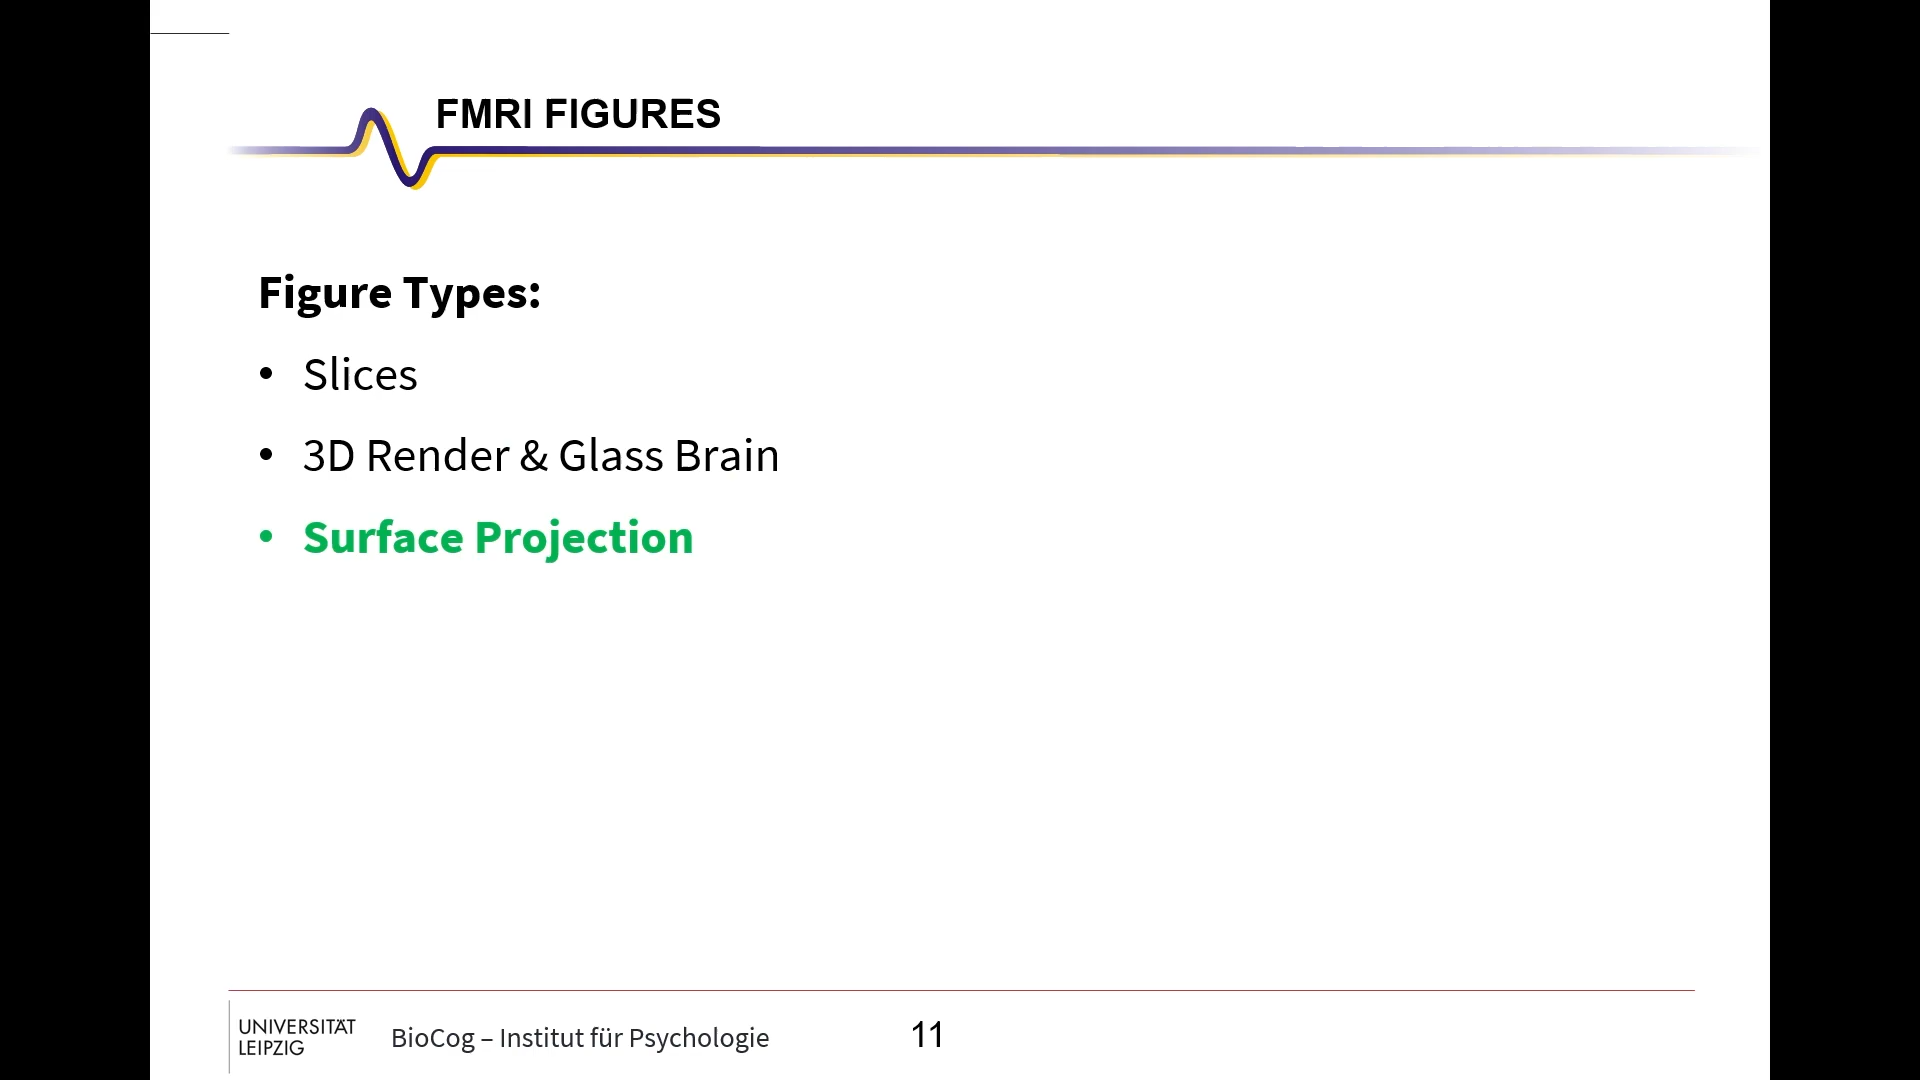 FMRI FIGURES
Figure Types:
• Slices
• 3D Render & Glass Brain
• Surface Projection
UNIVERSITÄT
LEIPZIG
BioCog – Institut für Psychologie
11